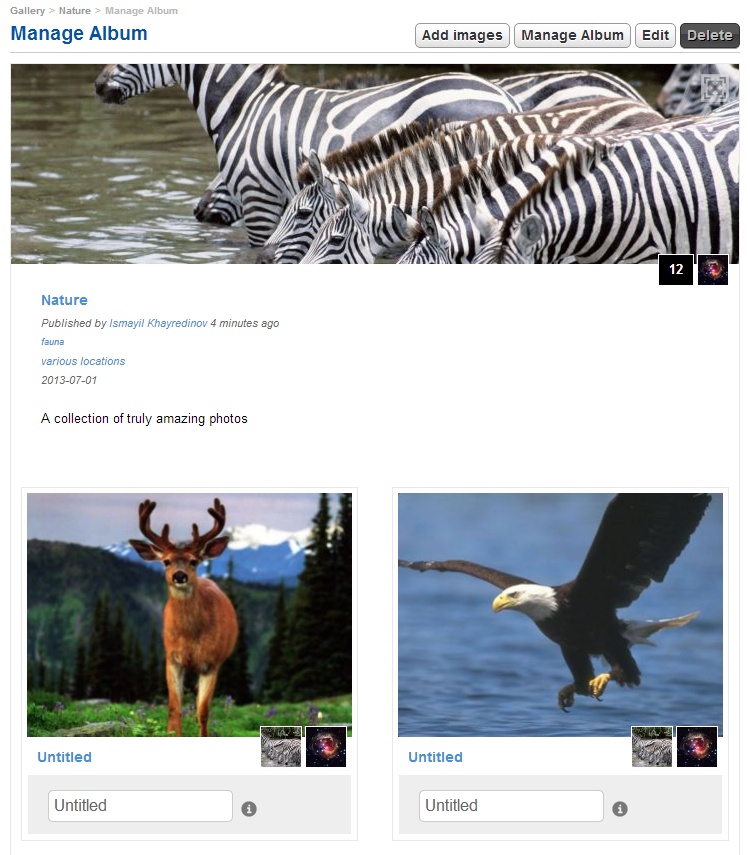 Gallery > Nature > Manage Album
Manage Album
Add images Manage Album Edit Delete
12
Nature
Published by Ismayil Khayredinov 4 minutes ago
fauna
various locations
2013-07-01
A collection of truly amazing photos
Untitled
Untitled
Untitled
Untitled